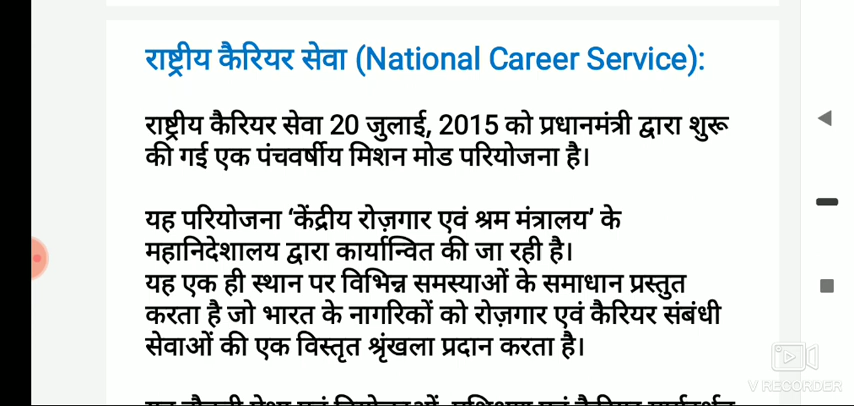 राष्ट्रीय कैरियर सेवा (National Career Service):
राष्ट्रीय कैरियर सेवा 20 जुलाई, 2015 को प्रधानमंत्री द्वारा शुरू
की गई एक पंचवर्षीय मिशन मोड परियोजना है।
यह परियोजना ‘केंद्रीय रोज़गार एवं श्रम मंत्रालय’ के
महानिदेशालय द्वारा कार्यान्वित की जा रही है।
यह एक ही स्थान पर विभिन्न समस्याओं के समाधान प्रस्तुत
करता है जो भारत के नागरिकों को रोज़गार एवं कैरियर संबंधी
सेवाओं की एक विस्तृत श्रृंखला प्रदान करता है।
V RECORDER